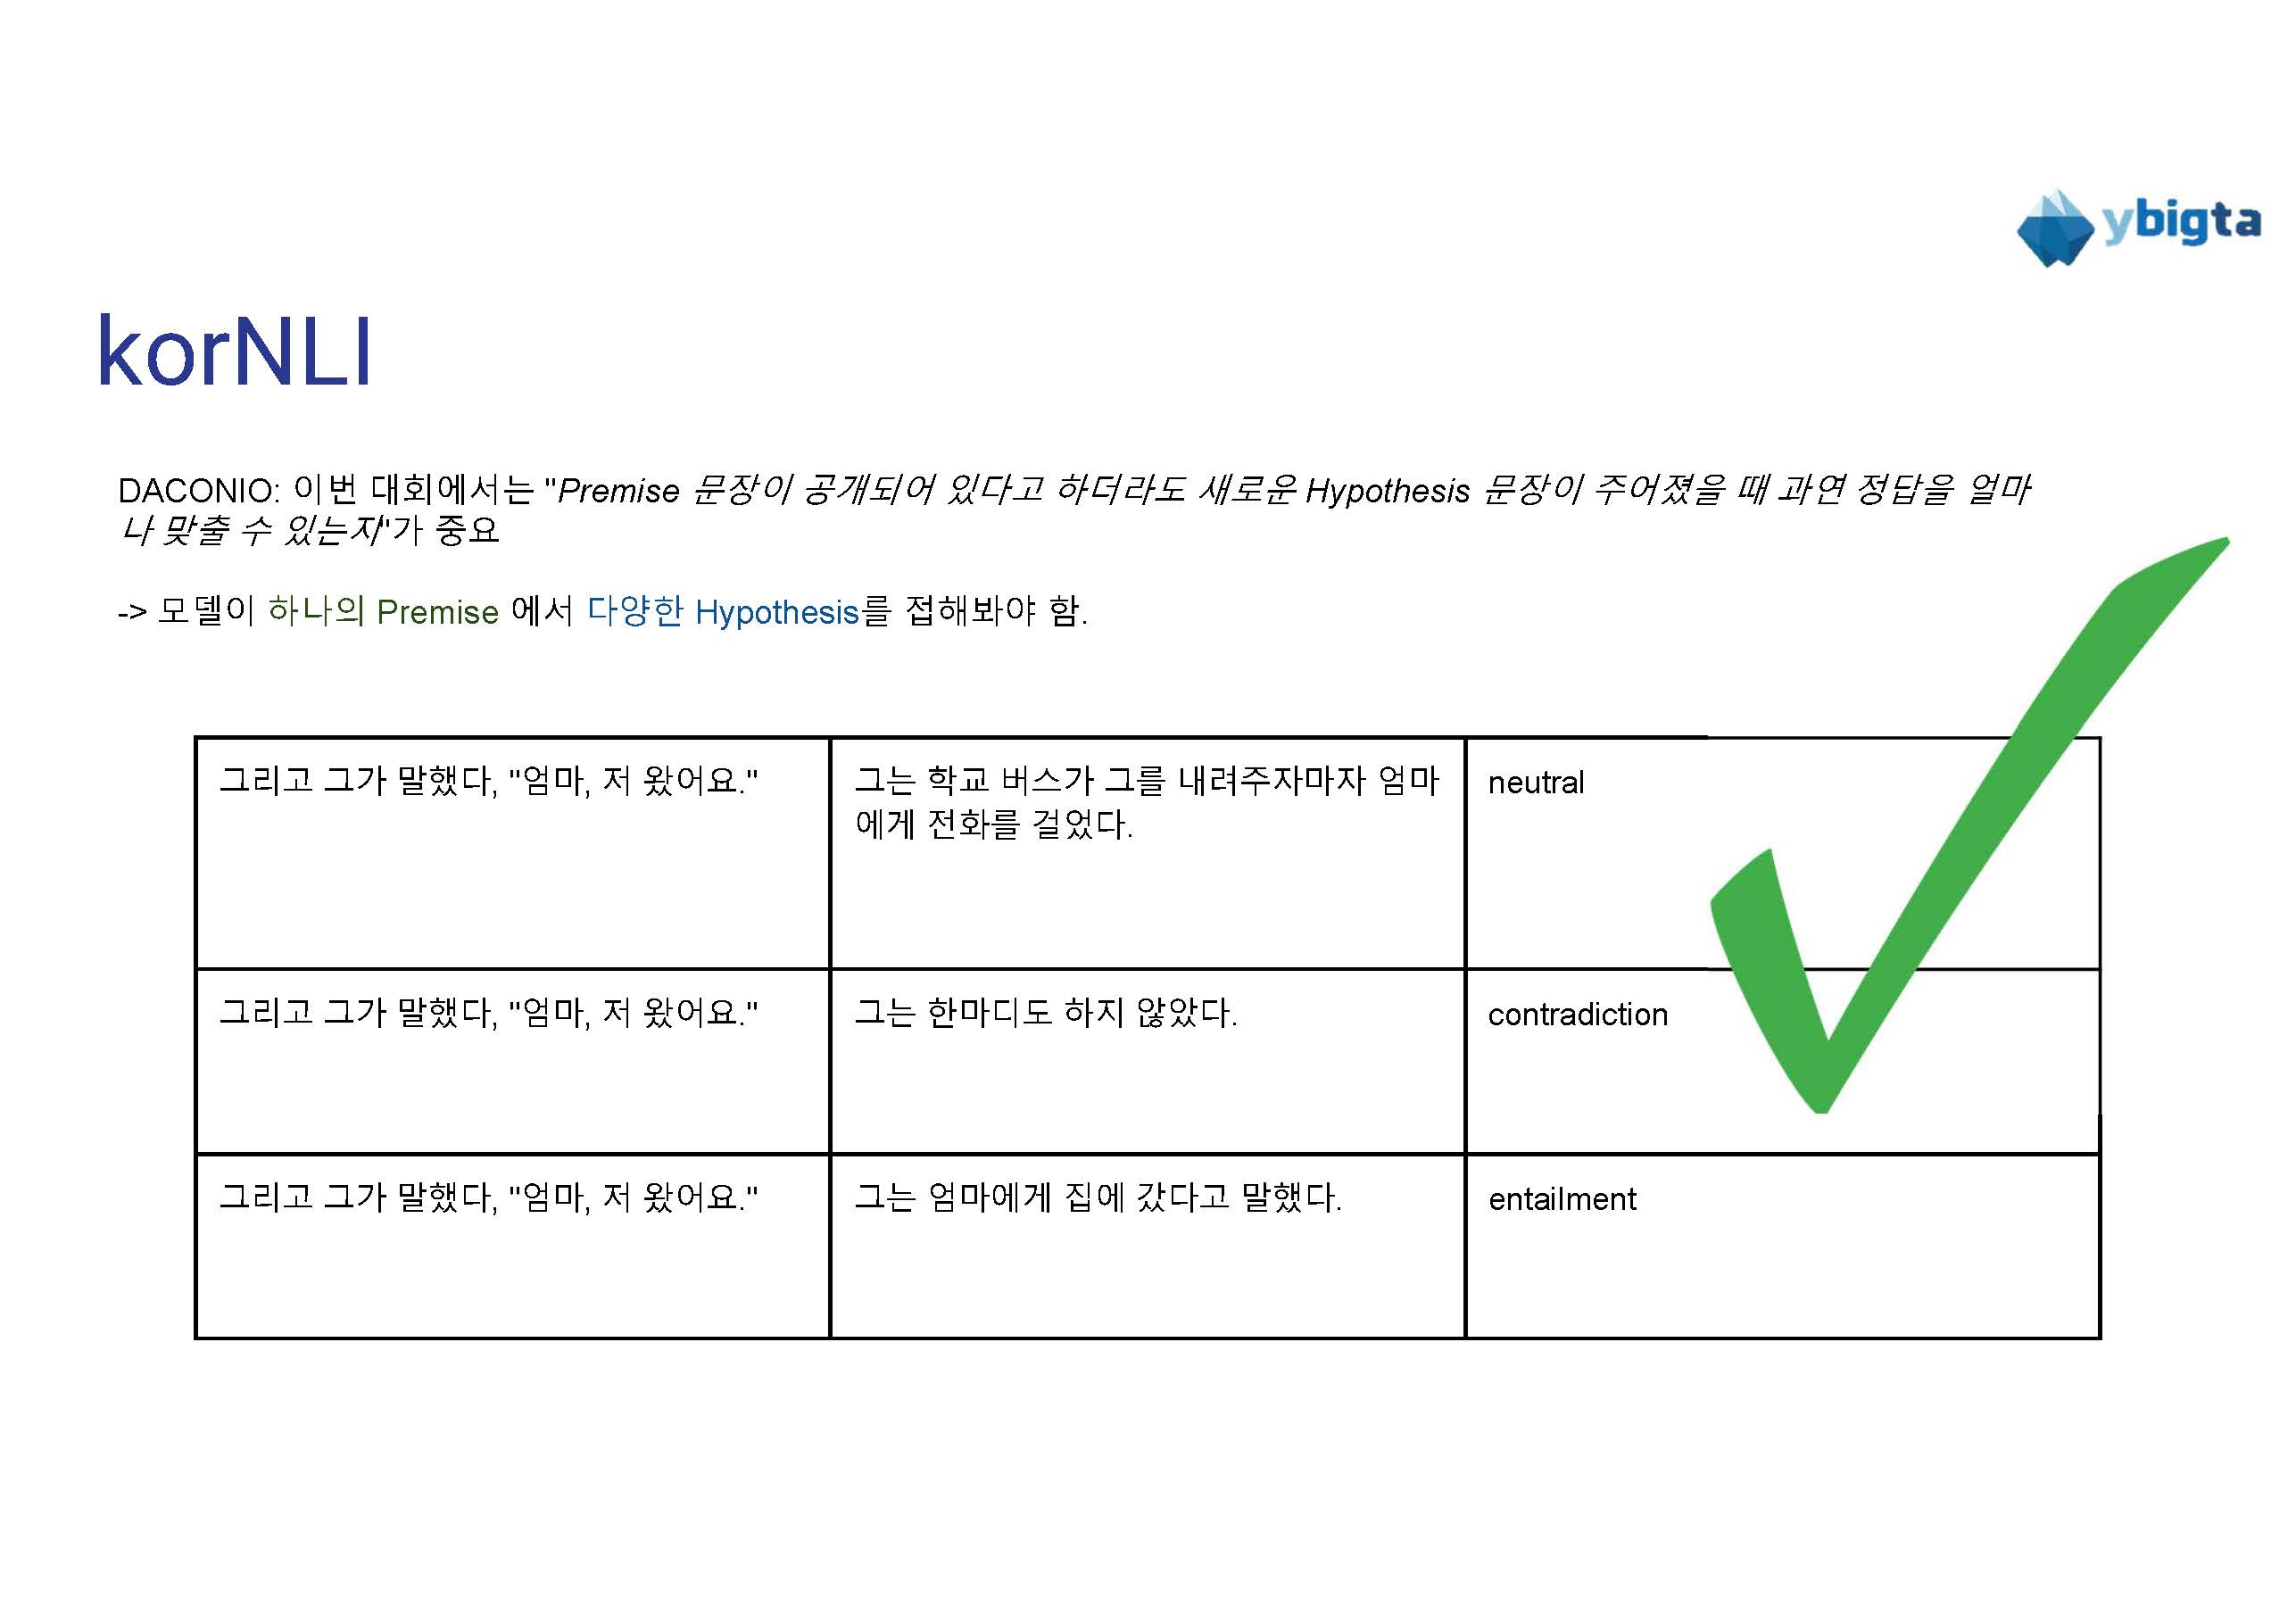 ybigta
korNLI
DACONIO: 이번 대회에서는 "Premise 문장이 공개되어 있다고 하더라도 새로운 Hypothesis 문장이 주어졌을 때 과연 정답을 얼마
나 맞출 수 있는지"가 중요
-> 모델이 하나의 Premise 에서 다양한 Hypothesis를 접해봐야 함.
그리고 그가 말했다, "엄마, 저 왔어요."
그는 학교 버스가 그를 내려주자마자 엄마
에게 전화를 걸었다.
neutral
그리고 그가 말했다, "엄마, 저 왔어요."
그는 한마디도 하지 않았다.
contradiction
그리고 그가 말했다, "엄마, 저 왔어요."
그는 엄마에게 집에 갔다고 말했다.
entailment